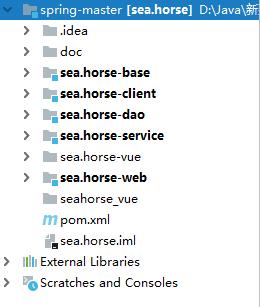 spring-master [sea.horse] D:\Java\新
.idea
doc
sea.horse-base
sea.horse-client
sea.horse-dao
sea.horse-service
sea.horse-vue
sea.horse-web
seahorse_vue
pom.xml
sea.horse.iml
External Libraries
Scratches and Consoles